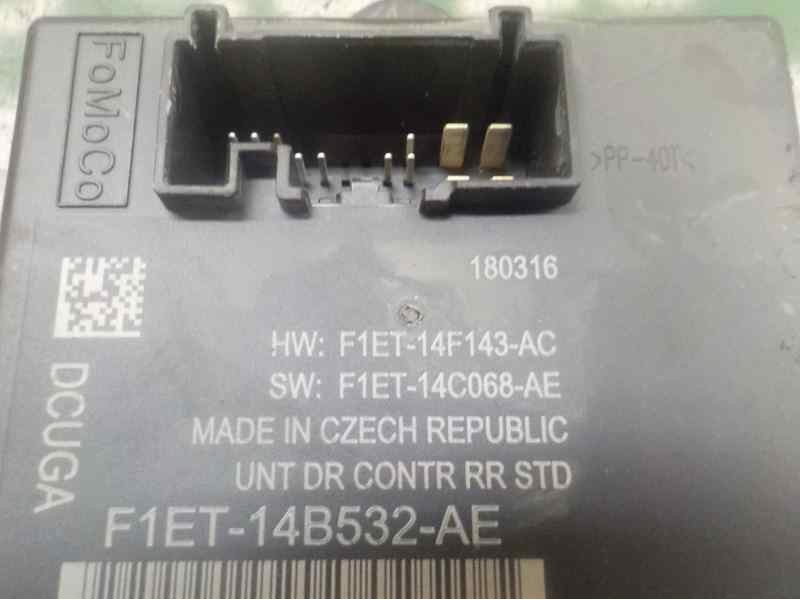 FoMoCo
>PP-40T<
180316
HW: F1ET-14F143-AC
SW: F1ET-14C068-AE
MADE IN CZECH REPUBLIC
UNT DR CONTR RR STD
DCUGA
F1ET-14B532-AE